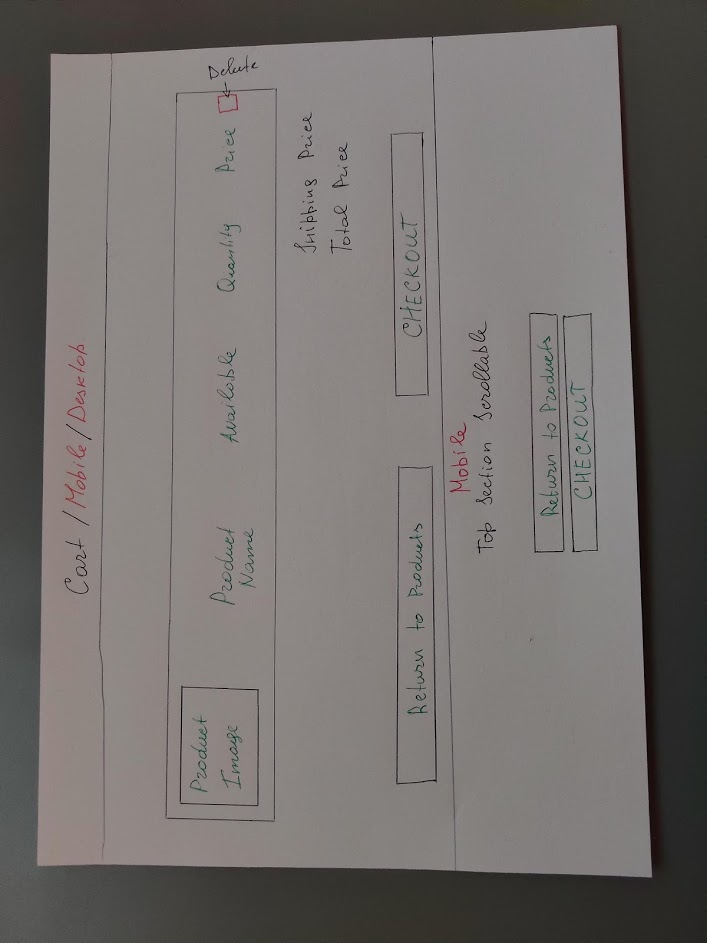 Cart / Mobile / Desktop
Delete
Product
Image
Product
Name
Available
Quantity
Price
Shipping Price
Total Price
Return to Products
CHECKOUT
Mobile
Top Section Scrollable
Return to Products
CHECKOUT